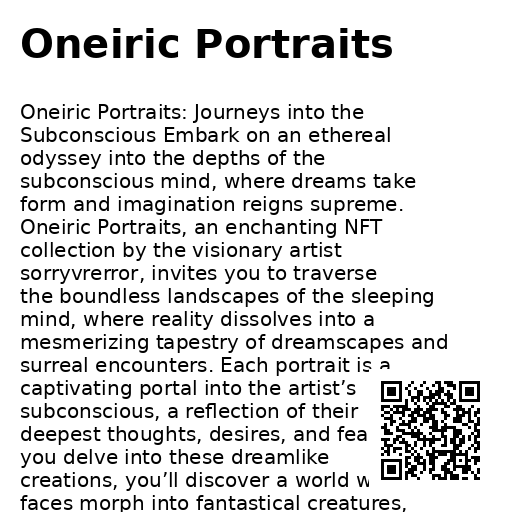 Oneiric Portraits
Oneiric Portraits: Journeys into the
Subconscious Embark on an ethereal
odyssey into the depths of the
subconscious mind, where dreams take
form and imagination reigns supreme.
Oneiric Portraits, an enchanting NFT
collection by the visionary artist
sorryvrerror, invites you to traverse
the boundless landscapes of the sleeping
mind, where reality dissolves into a
mesmerizing tapestry of dreamscapes and
surreal encounters. Each portrait is a
captivating portal into the artist’s
subconscious, a reflection of their
deepest thoughts, desires, and
you delve into these dreamlike
creations, you’ll discover a world
faces morph into fantastical creatures,